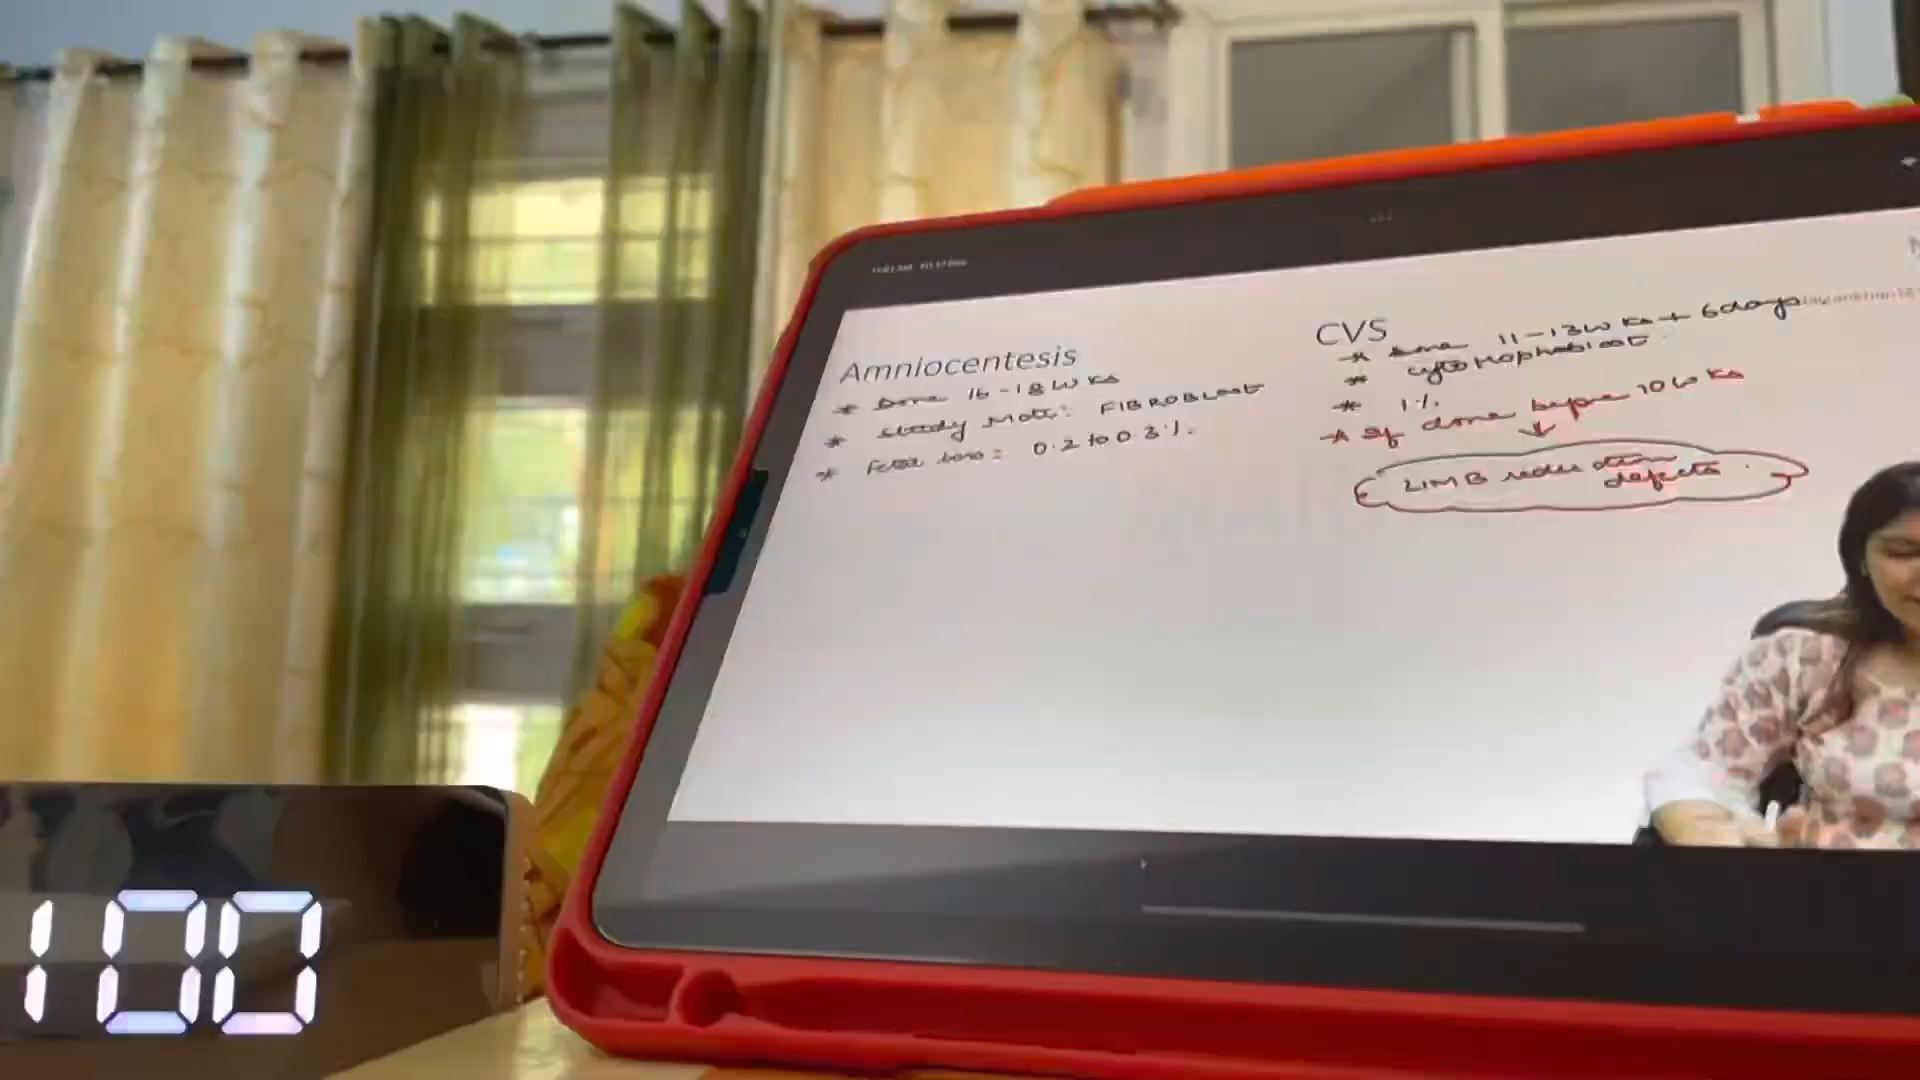 Amniocentesis
* Done 16-18 wks
* Study Mat: FIBROBLAST
* Fetal loss: 0.2 to 0.3%.
CVS
* Done 11-13 wks + 6 days
* cytotrophoblast
* 1%.
* If done before 10 wks
LIMB reduction
defects
100